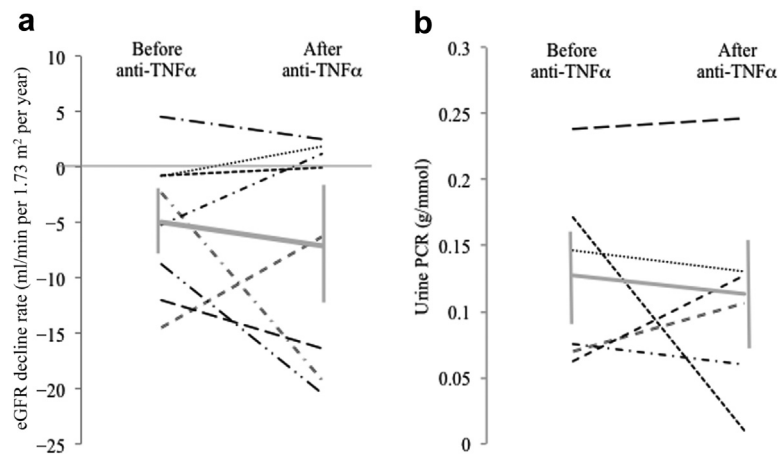 a
Before
anti-TNFα
After
anti-TNFα
eGFR decline rate (ml/min per 1.73 m² per year)
10
5
0
−5
−10
−15
−20
−25
b
Before
anti-TNFα
After
anti-TNFα
Urine PCR (g/mmol)
0.3
0.25
0.2
0.15
0.1
0.05
0